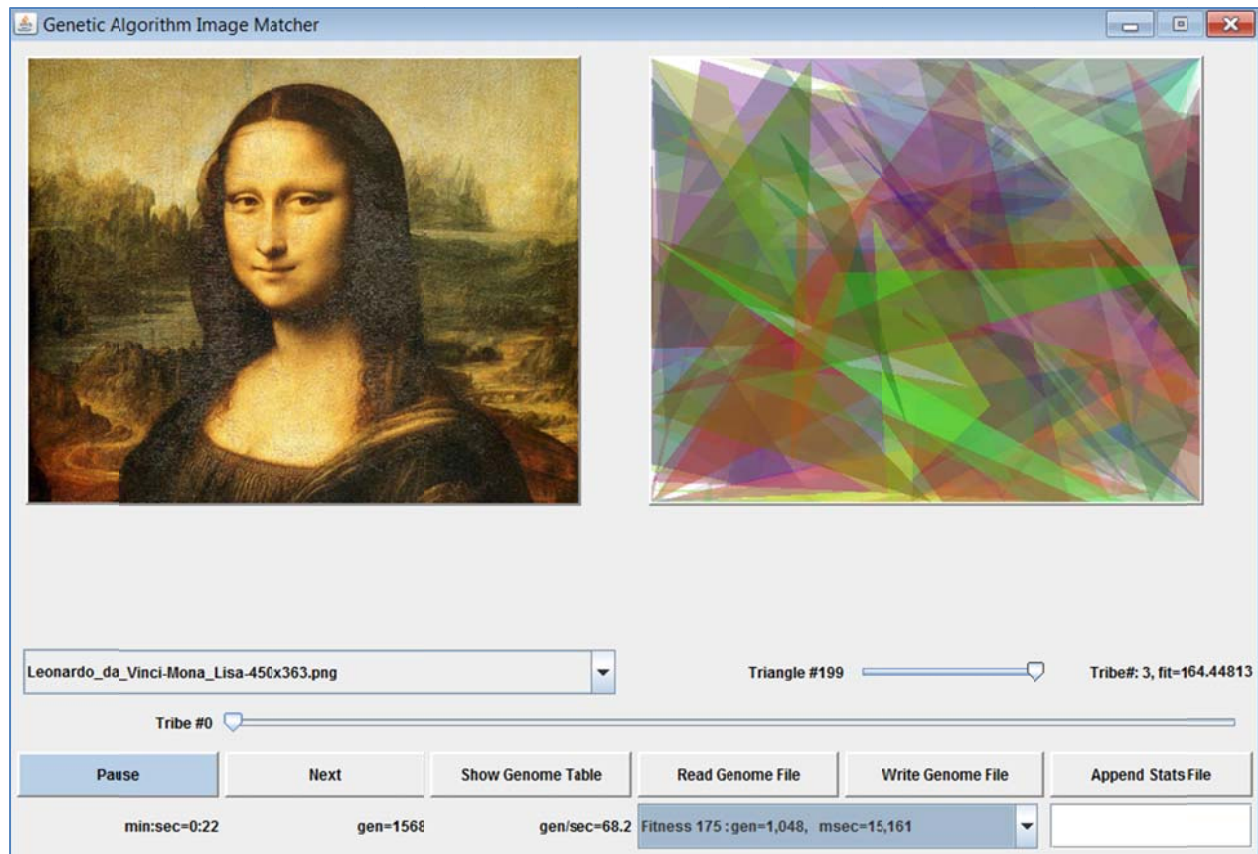 Genetic Algorithm Image Matcher
Leonardo_da_Vinci-Mona_Lisa-450x363.png
Triangle #199
Tribe#: 3, fit=164.44813
Tribe #0
Pause
Next
Show Genome Table
Read Genome File
Write Genome File
Append Stats File
min:sec=0:22
gen=1568
gen/sec=68.2
Fitness 175 :gen=1,048, msec=15,161